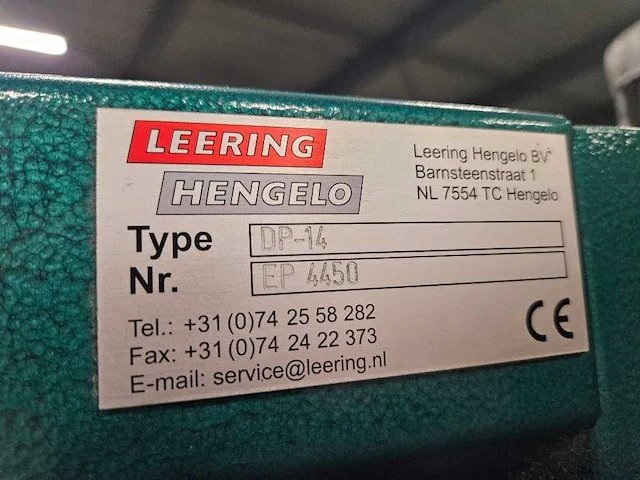 LEERING
HENGELO
Leering Hengelo BV
Barnsteenstraat 1
NL 7554 TC Hengelo
Type DP-14
Nr. EP 4450
Tel.: +31 (0)74 25 58 282
Fax: +31 (0)74 24 22 373
E-mail: service@leering.nl
CE